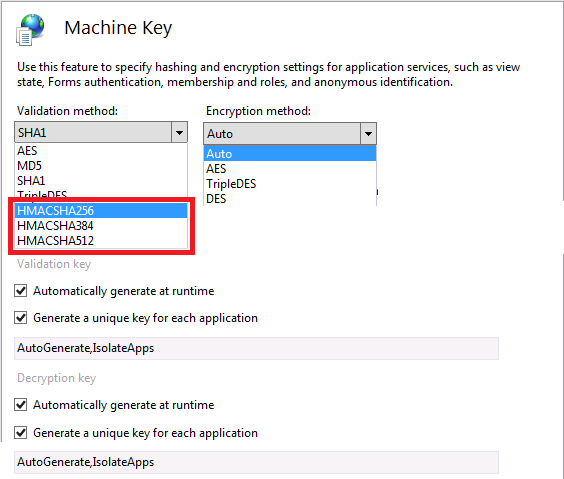 Machine Key
Use this feature to specify hashing and encryption settings for application services, such as view
state, Forms authentication, membership and roles, and anonymous identification.
Validation method:
SHA1
AES
MD5
SHA1
TripleDES
HMACSHA256
HMACSHA384
HMACSHA512
Encryption method:
Auto
Auto
AES
TripleDES
DES
Validation key
Automatically generate at runtime
Generate a unique key for each application
AutoGenerate,IsolateApps
Decryption key
Automatically generate at runtime
Generate a unique key for each application
AutoGenerate,IsolateApps